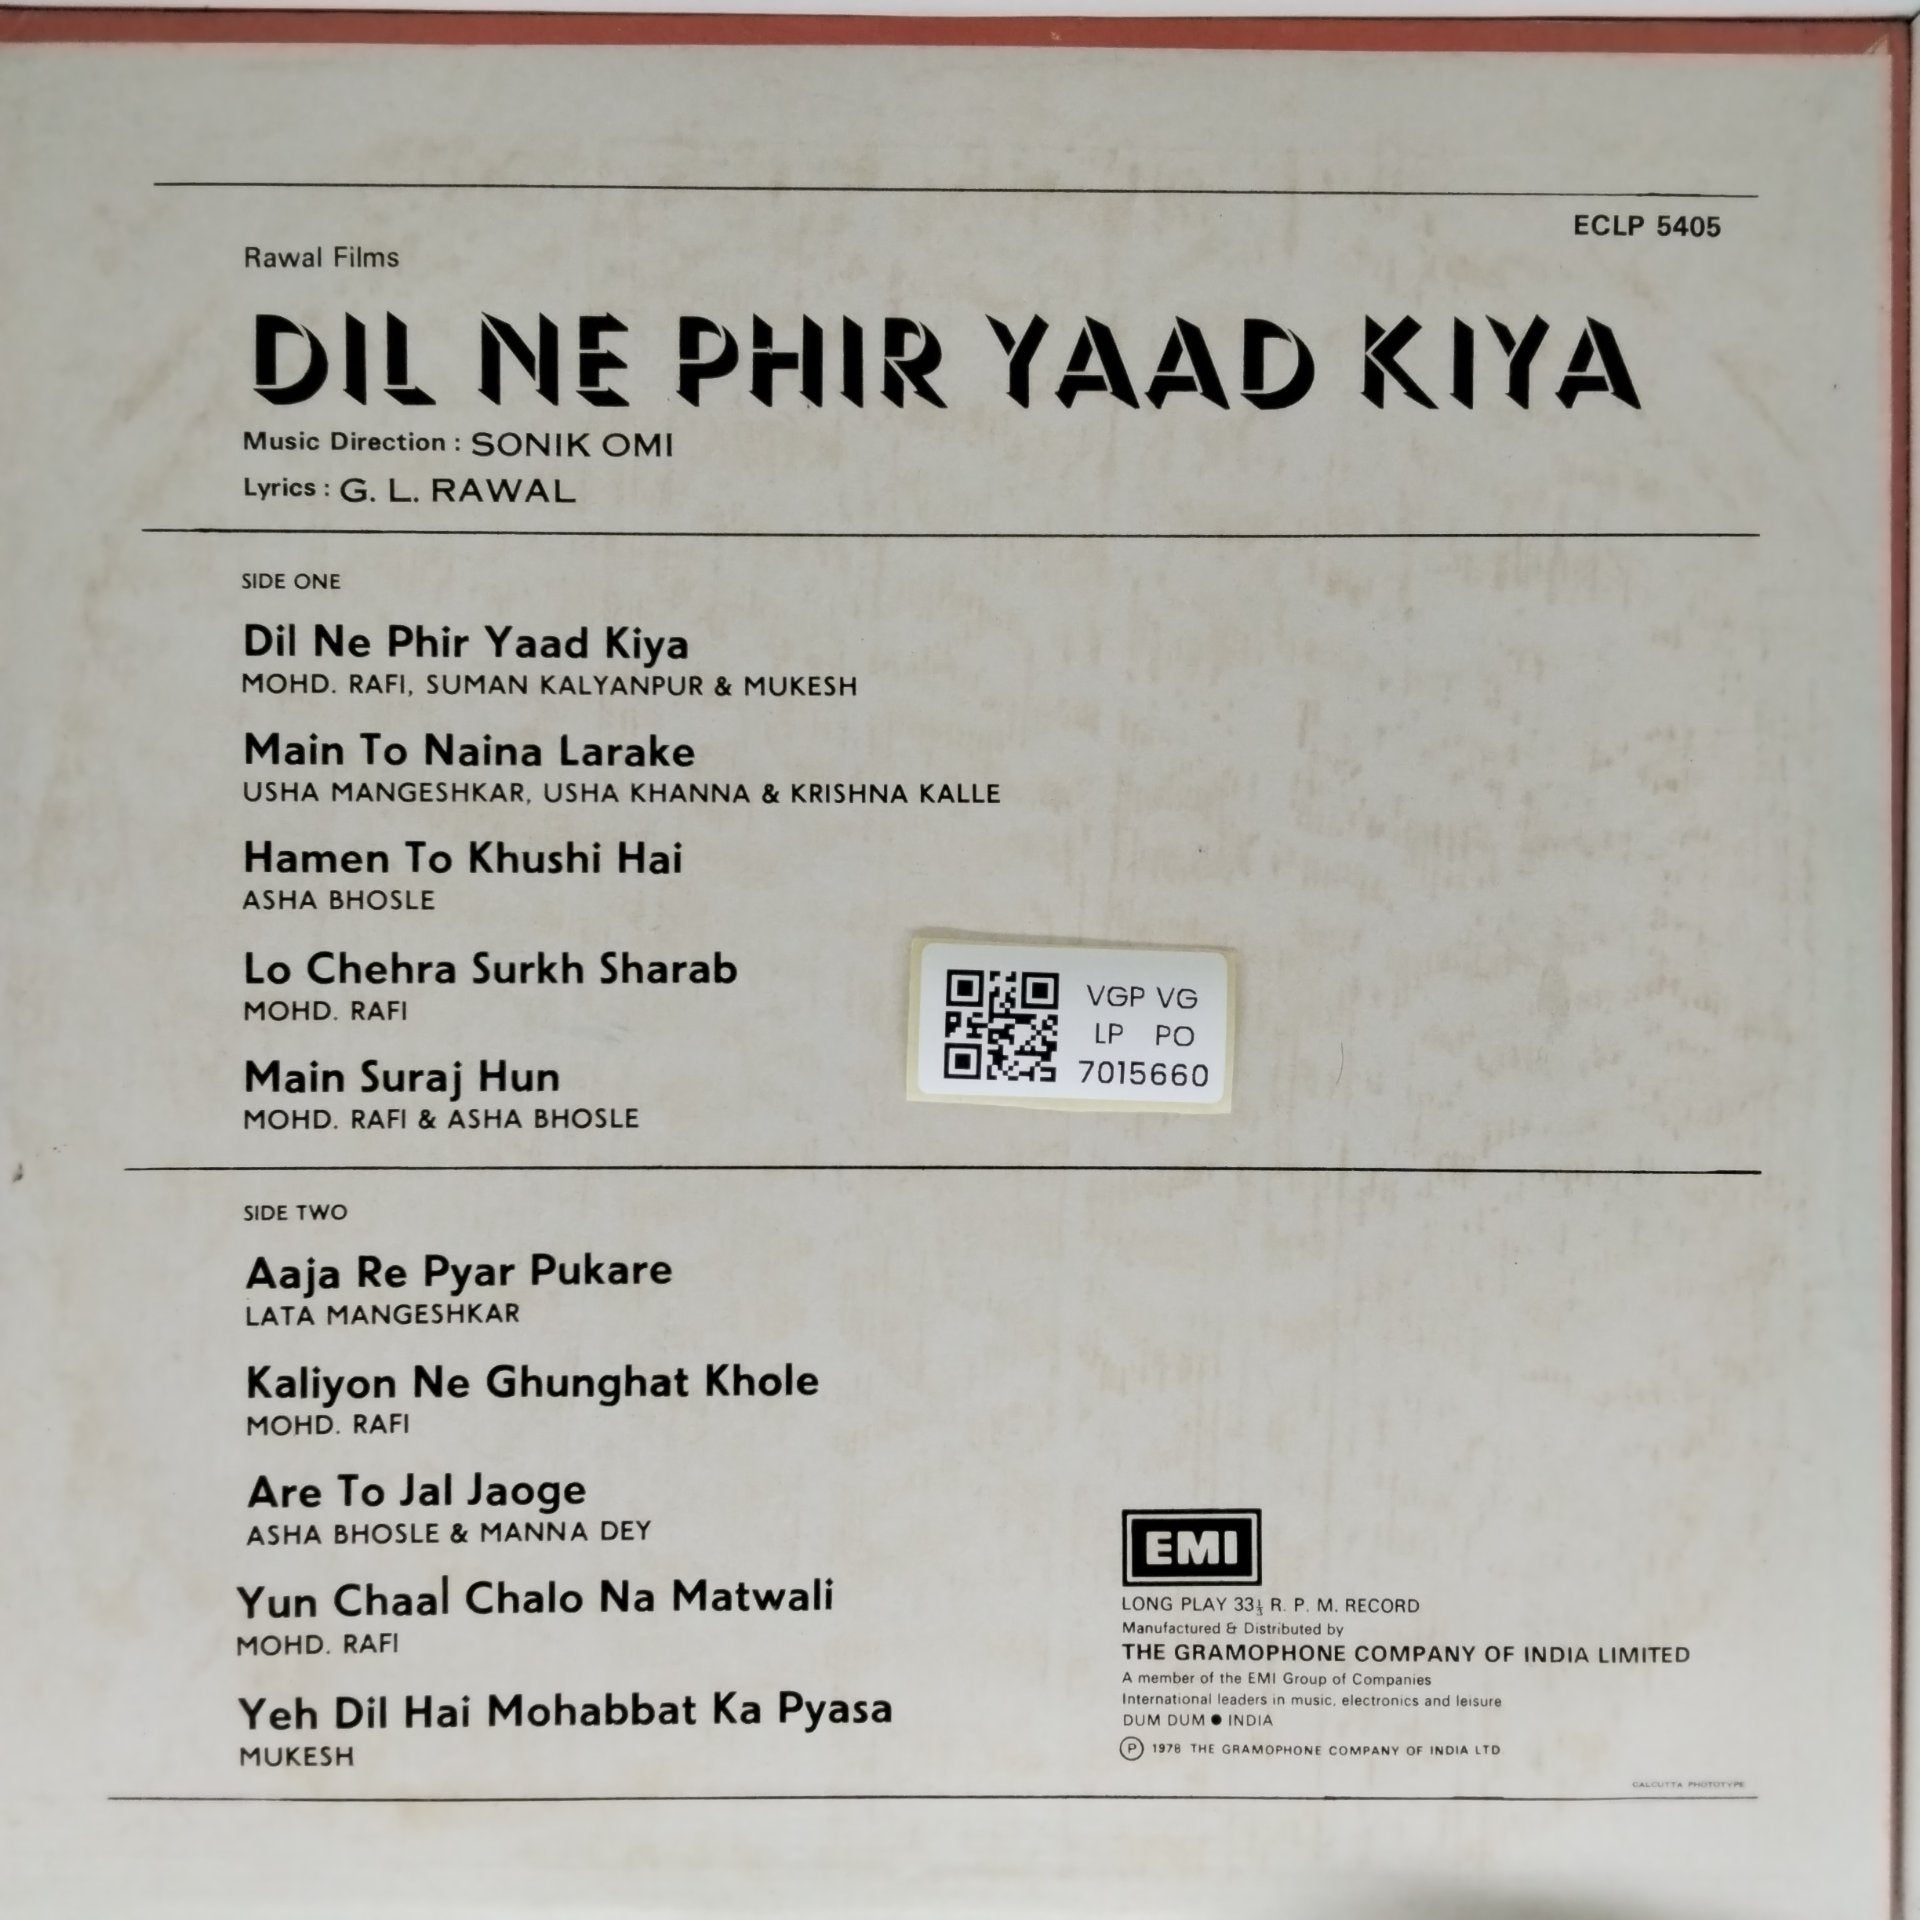 ECLP 5405
Rawal Films
DIL NE PHIR YAAD KIYA
Music Direction : SONIK OMI
Lyrics : G. L. RAWAL
SIDE ONE
Dil Ne Phir Yaad Kiya
MOHD. RAFI, SUMAN KALYANPUR & MUKESH
Main To Naina Larake
USHA MANGESHKAR, USHA KHANNA & KRISHNA KALLE
Hamen To Khushi Hai
ASHA BHOSLE
Lo Chehra Surkh Sharab
MOHD. RAFI
Main Suraj Hun
MOHD. RAFI & ASHA BHOSLE
VGP VG
LP PO
7015660
SIDE TWO
Aaja Re Pyar Pukare
LATA MANGESHKAR
Kaliyon Ne Ghunghat Khole
MOHD. RAFI
Are To Jal Jaoge
ASHA BHOSLE & MANNA DEY
Yun Chaal Chalo Na Matwali
MOHD. RAFI
Yeh Dil Hai Mohabbat Ka Pyasa
MUKESH
EMI
LONG PLAY 33⅓ R. P. M. RECORD
Manufactured & Distributed by
THE GRAMOPHONE COMPANY OF INDIA LIMITED
A member of the EMI Group of Companies
International leaders in music, electronics and leisure
DUM DUM ● INDIA
Ⓟ 1978 THE GRAMOPHONE COMPANY OF INDIA LTD
CALCUTTA PHOTOTYPE